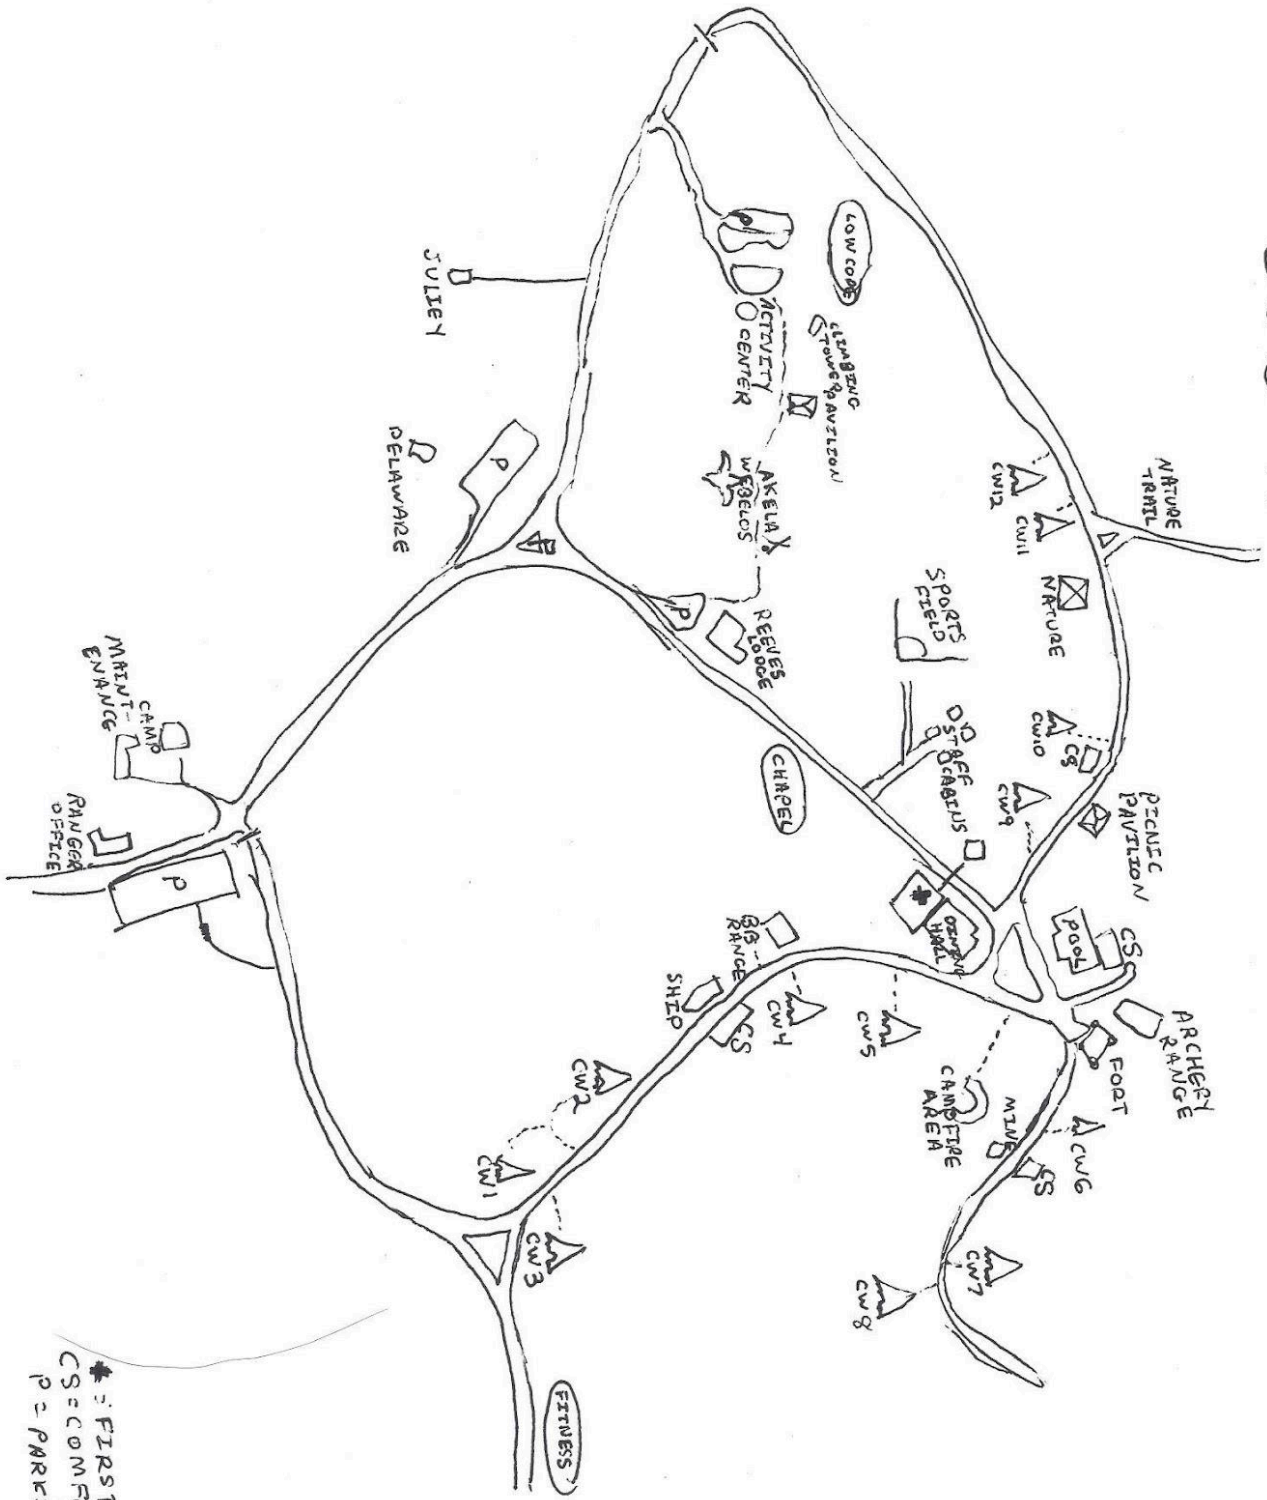 NATURE
TRAIL
PICNIC
PAVILION
ARCHERY
RANGE
CW12
CW11
NATURE
CW10
CS
CW9
POOL
CS
FORT
CW6
CS
MINE
CW7
CW8
LOW COPE
CLIMBING
TOWER
PAVILION
SPORTS
FIELD
STAFF
CABINS
*
DINING
HALL
CAMPFIRE
AREA
CW5
P
ACTIVITY
CENTER
AKELA
WEBELOS
P
REEVES
LODGE
CHAPEL
BB
RANGE
CW4
SHIP
CS
CW2
CW1
CW3
FITNESS
JULIEY
P
DELAWARE
CAMP
MAINT-
ENANCE
RANGER
OFFICE
P
* = FIRST
CS = COMF
P = PARK